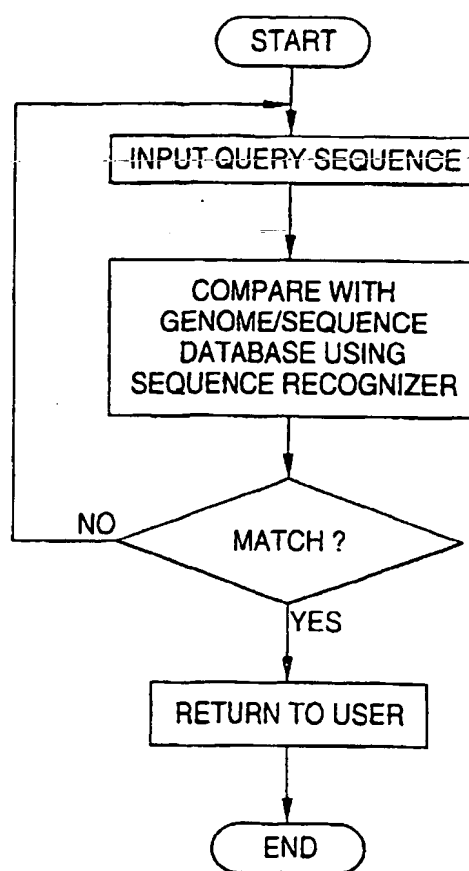 START
INPUT QUERY SEQUENCE
COMPARE WITH
GENOME/SEQUENCE
DATABASE USING
SEQUENCE RECOGNIZER
MATCH ?
NO
YES
RETURN TO USER
END